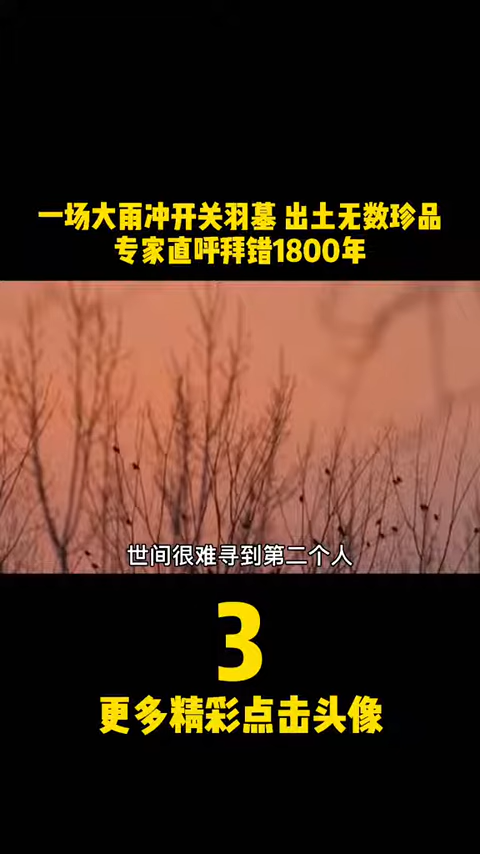 一场大雨冲开关羽墓 出土无数珍品
专家直呼拜错1800年
世间很难寻到第二个人
3
更多精彩点击头像